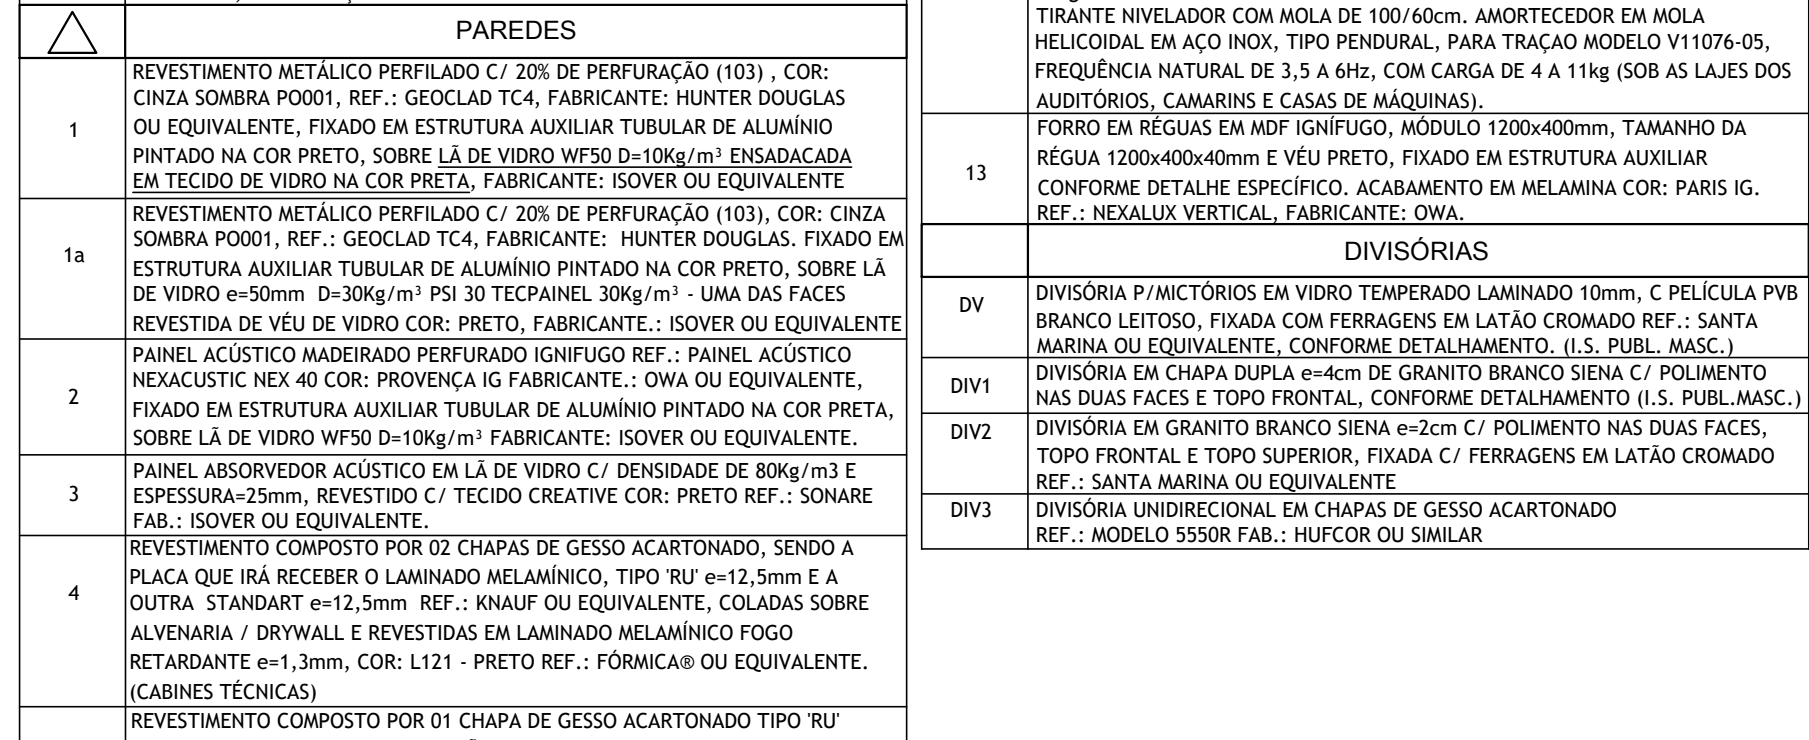 PAREDES
1
REVESTIMENTO METÁLICO PERFILADO C/ 20% DE PERFURAÇÃO (103) , COR:
CINZA SOMBRA PO001, REF.: GEOCLAD TC4, FABRICANTE: HUNTER DOUGLAS
OU EQUIVALENTE, FIXADO EM ESTRUTURA AUXILIAR TUBULAR DE ALUMÍNIO
PINTADO NA COR PRETO, SOBRE LÃ DE VIDRO WF50 D=10Kg/m³ ENSADACADA
EM TECIDO DE VIDRO NA COR PRETA, FABRICANTE: ISOVER OU EQUIVALENTE
1a
REVESTIMENTO METÁLICO PERFILADO C/ 20% DE PERFURAÇÃO (103), COR: CINZA
SOMBRA PO001, REF.: GEOCLAD TC4, FABRICANTE: HUNTER DOUGLAS. FIXADO EM
ESTRUTURA AUXILIAR TUBULAR DE ALUMÍNIO PINTADO NA COR PRETO, SOBRE LÃ
DE VIDRO e=50mm D=30Kg/m³ PSI 30 TECPAINEL 30Kg/m³ - UMA DAS FACES
REVESTIDA DE VÉU DE VIDRO COR: PRETO, FABRICANTE.: ISOVER OU EQUIVALENTE
2
PAINEL ACÚSTICO MADEIRADO PERFURADO IGNIFUGO REF.: PAINEL ACÚSTICO
NEXACUSTIC NEX 40 COR: PROVENÇA IG FABRICANTE.: OWA OU EQUIVALENTE,
FIXADO EM ESTRUTURA AUXILIAR TUBULAR DE ALUMÍNIO PINTADO NA COR PRETA,
SOBRE LÃ DE VIDRO WF50 D=10Kg/m³ FABRICANTE: ISOVER OU EQUIVALENTE.
3
PAINEL ABSORVEDOR ACÚSTICO EM LÃ DE VIDRO C/ DENSIDADE DE 80Kg/m3 E
ESPESSURA=25mm, REVESTIDO C/ TECIDO CREATIVE COR: PRETO REF.: SONARE
FAB.: ISOVER OU EQUIVALENTE.
4
REVESTIMENTO COMPOSTO POR 02 CHAPAS DE GESSO ACARTONADO, SENDO A
PLACA QUE IRÁ RECEBER O LAMINADO MELAMÍNICO, TIPO 'RU' e=12,5mm E A
OUTRA STANDART e=12,5mm REF.: KNAUF OU EQUIVALENTE, COLADAS SOBRE
ALVENARIA / DRYWALL E REVESTIDAS EM LAMINADO MELAMÍNICO FOGO
RETARDANTE e=1,3mm, COR: L121 - PRETO REF.: FÓRMICA® OU EQUIVALENTE.
(CABINES TÉCNICAS)
REVESTIMENTO COMPOSTO POR 01 CHAPA DE GESSO ACARTONADO TIPO 'RU'
TIRANTE NIVELADOR COM MOLA DE 100/60cm. AMORTECEDOR EM MOLA
HELICOIDAL EM AÇO INOX, TIPO PENDURAL, PARA TRAÇAO MODELO V11076-05,
FREQUÊNCIA NATURAL DE 3,5 A 6Hz, COM CARGA DE 4 A 11kg (SOB AS LAJES DOS
AUDITÓRIOS, CAMARINS E CASAS DE MÁQUINAS).
13
FORRO EM RÉGUAS EM MDF IGNÍFUGO, MÓDULO 1200x400mm, TAMANHO DA
RÉGUA 1200x400x40mm E VÉU PRETO, FIXADO EM ESTRUTURA AUXILIAR
CONFORME DETALHE ESPECÍFICO. ACABAMENTO EM MELAMINA COR: PARIS IG.
REF.: NEXALUX VERTICAL, FABRICANTE: OWA.
DIVISÓRIAS
DV
DIVISÓRIA P/MICTÓRIOS EM VIDRO TEMPERADO LAMINADO 10mm, C PELÍCULA PVB
BRANCO LEITOSO, FIXADA COM FERRAGENS EM LATÃO CROMADO REF.: SANTA
MARINA OU EQUIVALENTE, CONFORME DETALHAMENTO. (I.S. PUBL. MASC.)
DIV1
DIVISÓRIA EM CHAPA DUPLA e=4cm DE GRANITO BRANCO SIENA C/ POLIMENTO
NAS DUAS FACES E TOPO FRONTAL, CONFORME DETALHAMENTO (I.S. PUBL.MASC.)
DIV2
DIVISÓRIA EM GRANITO BRANCO SIENA e=2cm C/ POLIMENTO NAS DUAS FACES,
TOPO FRONTAL E TOPO SUPERIOR, FIXADA C/ FERRAGENS EM LATÃO CROMADO
REF.: SANTA MARINA OU EQUIVALENTE
DIV3
DIVISÓRIA UNIDIRECIONAL EM CHAPAS DE GESSO ACARTONADO
REF.: MODELO 5550R FAB.: HUFCOR OU SIMILAR